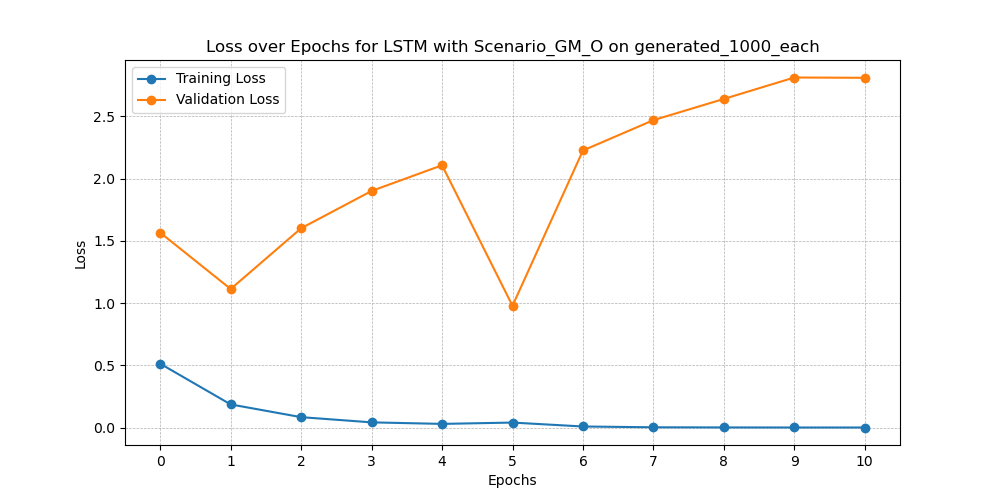 Loss over Epochs for LSTM with Scenario_GM_O on generated_1000_each
Training Loss
Validation Loss
2.5
2.0
1.5
1.0
0.5
0.0
Loss
0 1 2 3 4 5 6 7 8 9 10
Epochs